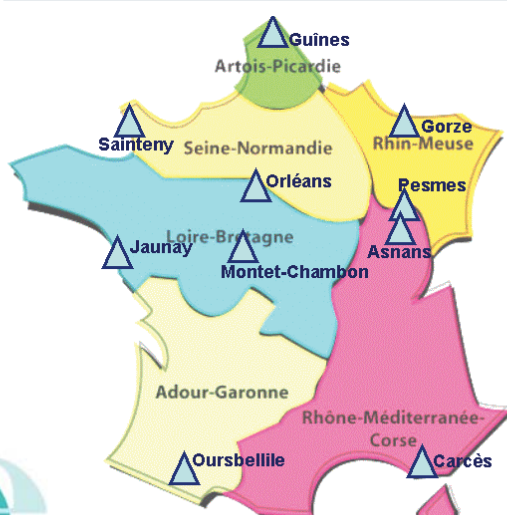 Guînes
Artois-Picardie
Sainteny
Seine-Normandie
Gorze
Rhin-Meuse
Orléans
Pesmes
Loire-Bretagne
Jaunay
Montet-Chambon
Asnans
Adour-Garonne
Rhône-Méditerranée-
Corse
Oursbellile
Carcès